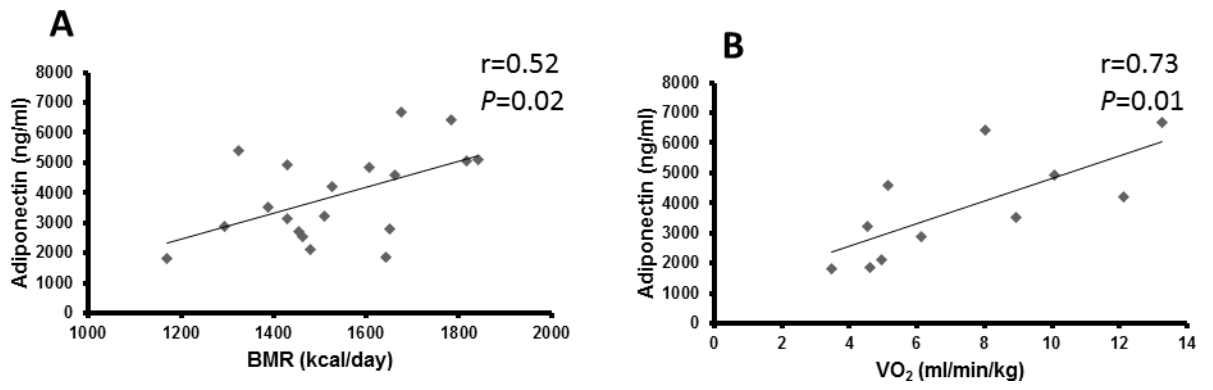 A
r=0.52
P=0.02
Adiponectin (ng/ml)
8000
7000
6000
5000
4000
3000
2000
1000
0
1000 1200 1400 1600 1800 2000
BMR (kcal/day)
B
r=0.73
P=0.01
Adiponectin (ng/ml)
8000
7000
6000
5000
4000
3000
2000
1000
0
0 2 4 6 8 10 12 14
VO₂ (ml/min/kg)